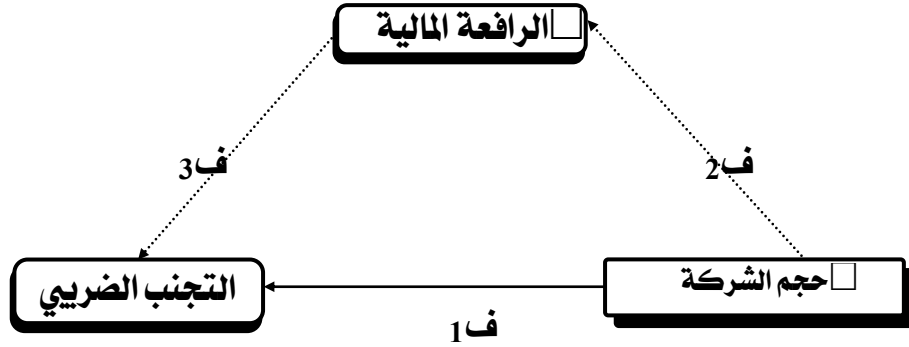 الرافعة المالية
ف2
ف3
حجم الشركة
التجنب الضريبي
ف1